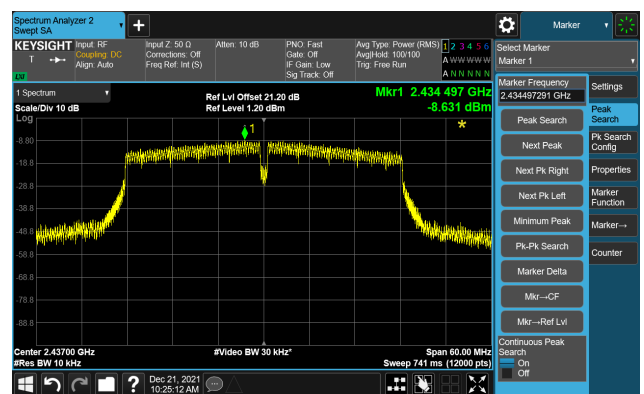 Spectrum Analyzer 2
Swept SA
+
Marker
KEYSIGHT
T
LXI
Input: RF
Coupling: DC
Align: Auto
Input Z: 50 Ω
Corrections: Off
Freq Ref: Int (S)
Atten: 10 dB
PNO: Fast
Gate: Off
IF Gain: Low
Sig Track: Off
Avg Type: Power (RMS)
Avg|Hold: 100/100
Trig: Free Run
1 2 3 4 5 6
A W W W W W
A N N N N N
Select Marker
Marker 1
1 Spectrum
Scale/Div 10 dB
Log
Ref Lvl Offset 21.20 dB
Ref Level 1.20 dBm
Mkr1 2.434 497 GHz
-8.631 dBm
1
*
-8.80
-18.8
-28.8
-38.8
-48.8
-58.8
-68.8
-78.8
-88.8
Center 2.43700 GHz
#Res BW 10 kHz
#Video BW 30 kHz*
Span 60.00 MHz
Sweep 741 ms (12000 pts)
Marker Frequency
2.434497291 GHz
Peak Search
Next Peak
Next Pk Right
Next Pk Left
Minimum Peak
Pk-Pk Search
Marker Delta
Mkr→CF
Mkr→Ref Lvl
Continuous Peak
Search
On
Off
Settings
Peak
Search
Pk Search
Config
Properties
Marker
Function
Marker→
Counter
?
Dec 21, 2021
10:25:12 AM